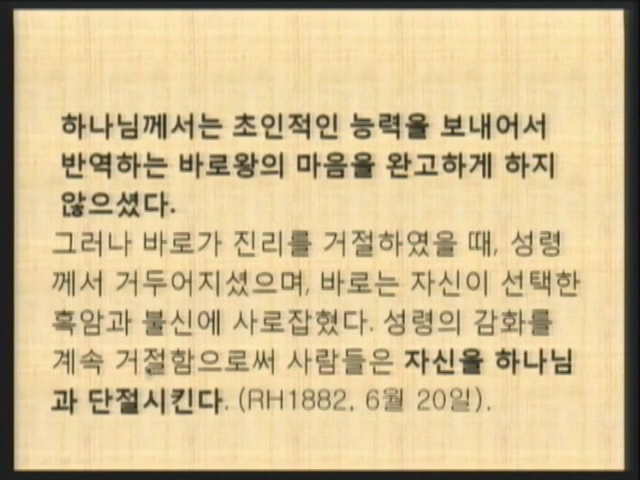 하나님께서는 초인적인 능력을 보내어서
반역하는 바로왕의 마음을 완고하게 하지
않으셨다.
그러나 바로가 진리를 거절하였을 때, 성령
께서 거두어지셨으며, 바로는 자신이 선택한
흑암과 불신에 사로잡혔다. 성령의 감화를
계속 거절함으로써 사람들은 자신을 하나님
과 단절시킨다. (RH1882, 6월 20일).